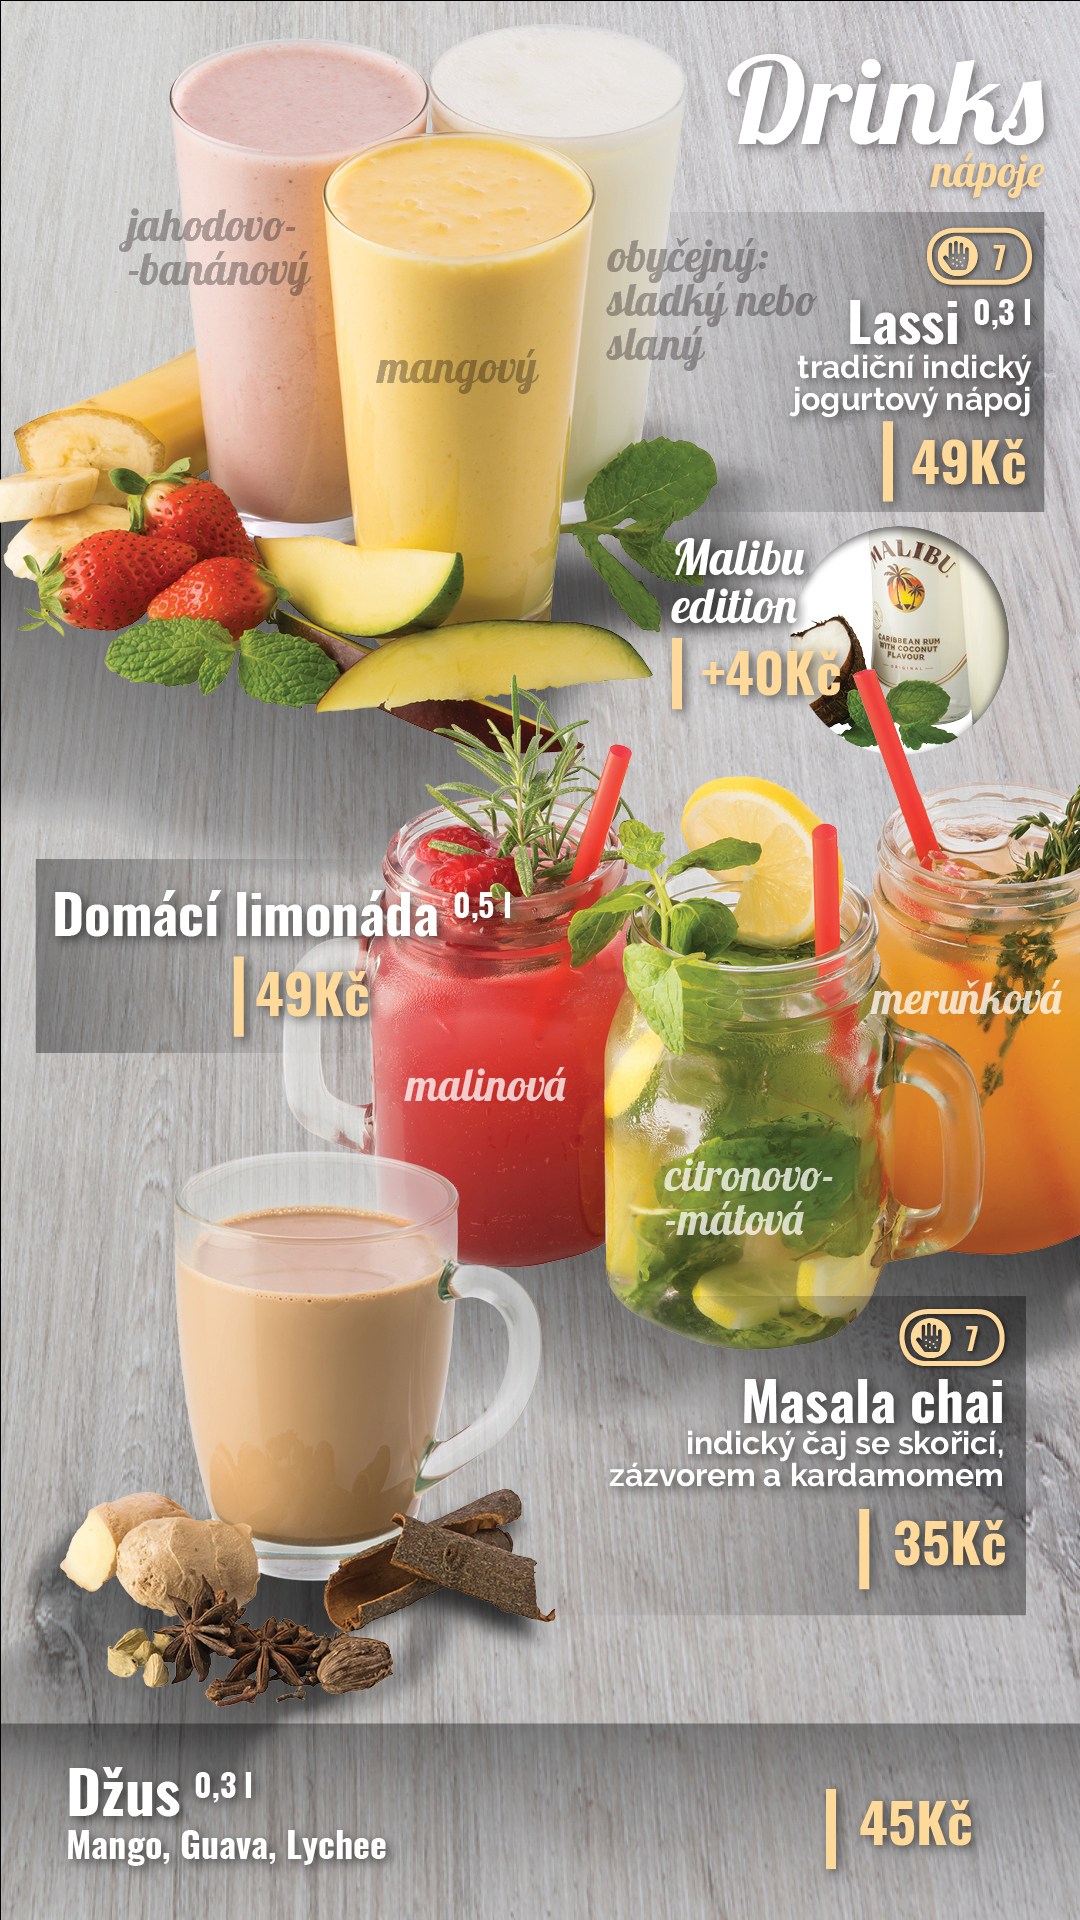 Drinks
nápoje
jahodovo-
-banánový
mangový
obyčejný:
sladký nebo
slaný
7
Lassi 0,3 l
tradiční indický
jogurtový nápoj
49Kč
Malibu
edition
+40Kč
MALIBU
CARIBBEAN RUM
WITH COCONUT
FLAVOUR
ORIGINAL
Domácí limonáda 0,5 l
49Kč
malinová
citronovo-
-mátová
meruňková
7
Masala chai
indický čaj se skořicí,
zázvorem a kardamomem
35Kč
Džus 0,3 l
Mango, Guava, Lychee
45Kč